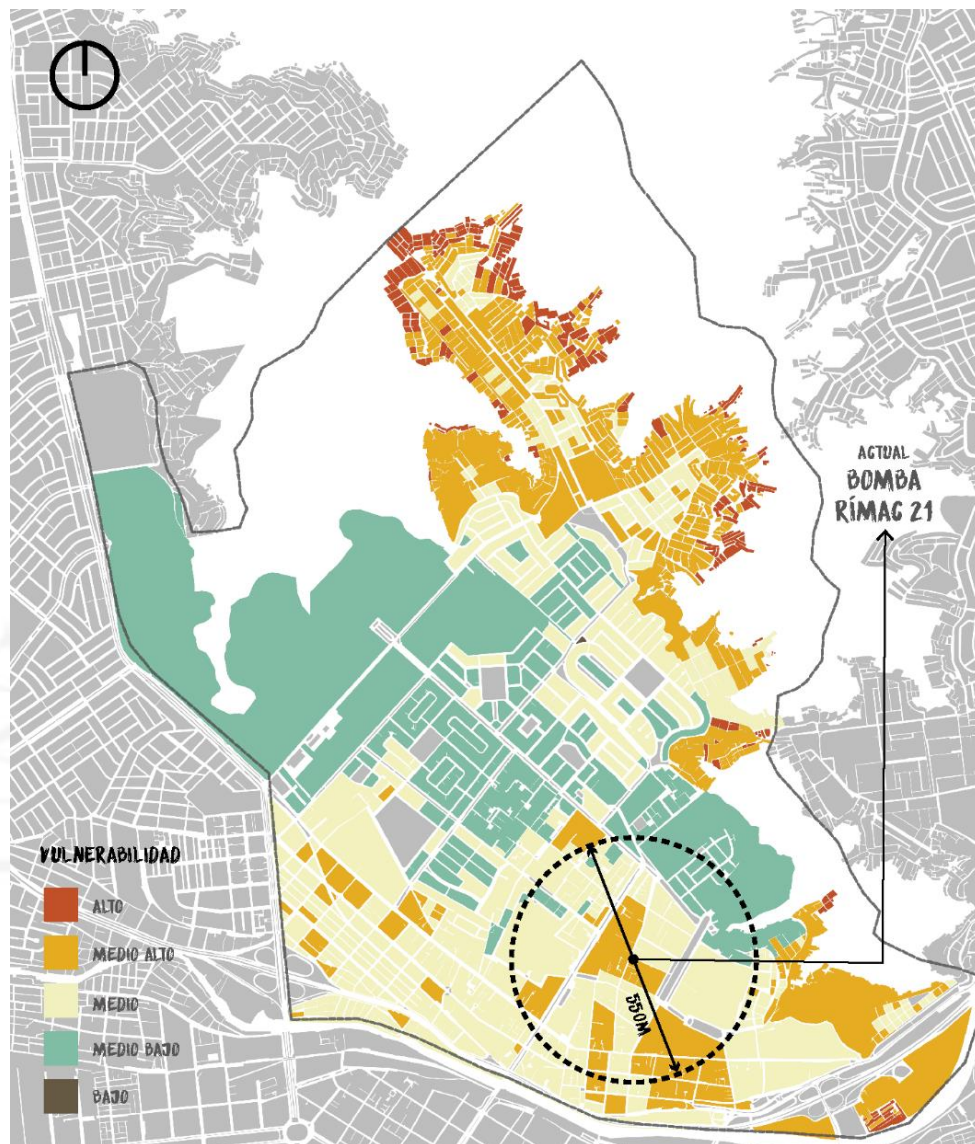 ACTUAL
BOMBA
RÍMAC 21
VULNERABILIDAD
ALTO
MEDIO ALTO
MEDIO
MEDIO BAJO
BAJO
550M